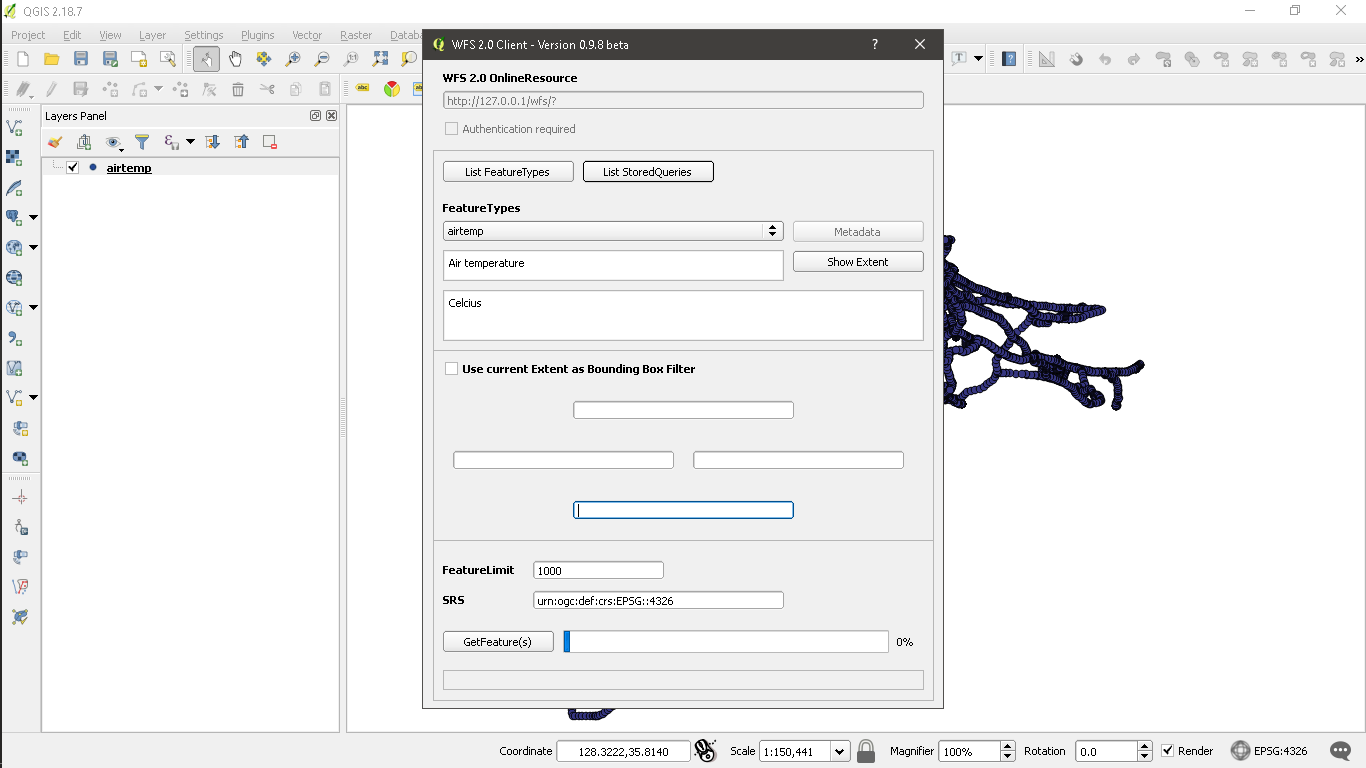 QGIS 2.18.7
Project Edit View Layer Settings Plugins Vector Raster Datab
WFS 2.0 Client - Version 0.9.8 beta
?
WFS 2.0 OnlineResource
http://127.0.0.1/wfs/?
Authentication required
Layers Panel
List FeatureTypes List StoredQueries
airtemp
FeatureTypes
airtemp Metadata
Air temperature Show Extent
Celcius
Use current Extent as Bounding Box Filter
FeatureLimit 1000
SRS urn:ogc:def:crs:EPSG::4326
GetFeature(s) 0%
Coordinate 128.3222,35.8140 Scale 1:150,441 Magnifier 100% Rotation 0.0 Render EPSG:4326